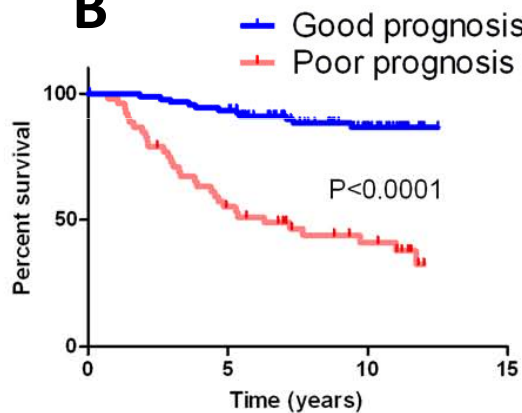 B
Good prognosis
Poor prognosis
100
50
0
Percent survival
P<0.0001
0 5 10 15
Time (years)